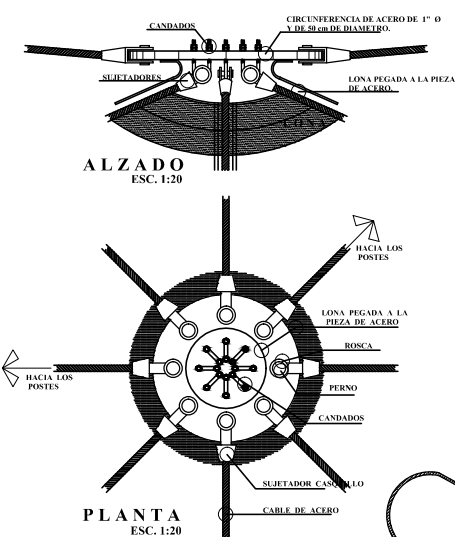 CANDADOS
CIRCUNFERENCIA DE ACERO DE 1" Ø
Y DE 50 cm DE DIAMETRO.
SUJETADORES
LONA PEGADA A LA PIEZA
DE ACERO.
LONA
ALZADO
ESC. 1:20
HACIA LOS
POSTES
LONA PEGADA A LA
PIEZA DE ACERO
ROSCA
HACIA LOS
POSTES
PERNO
CANDADOS
SUJETADOR CASQUILLO
CABLE DE ACERO
PLANTA
ESC. 1:20